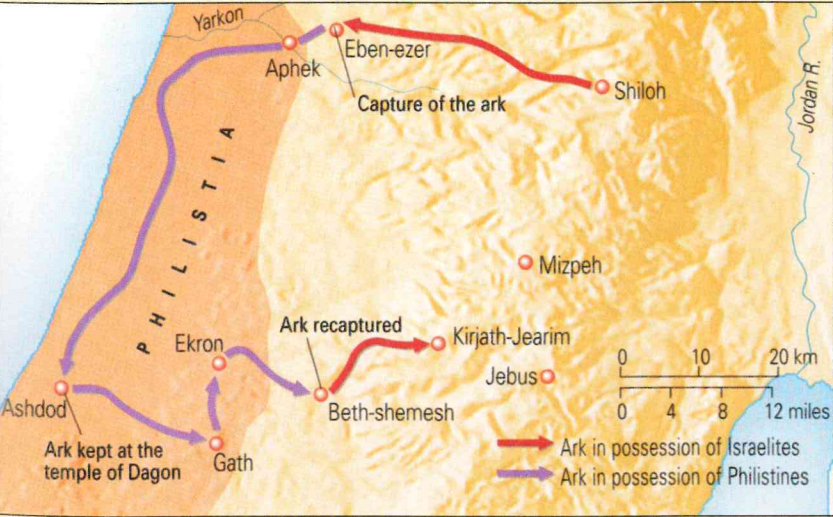 Yarkon
Eben-ezer
Aphek
Capture of the ark
Shiloh
Jordan R.
PHILISTIA
Mizpeh
Ark recaptured
Kirjath-Jearim
Ekron
Jebus
0 10 20 km
0 4 8 12 miles
Ashdod
Beth-shemesh
Ark kept at the
temple of Dagon
Gath
Ark in possession of Israelites
Ark in possession of Philistines